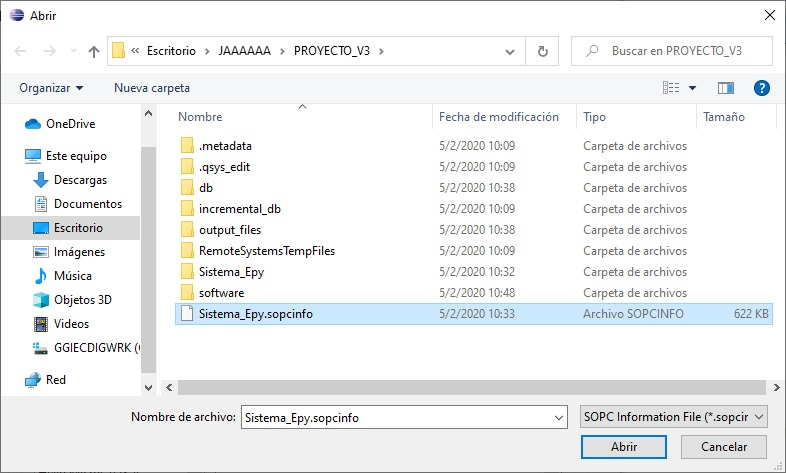 Abrir
Escritorio JAAAAAA PROYECTO_V3
Buscar en PROYECTO_V3
Organizar Nueva carpeta
Nombre Fecha de modificación Tipo Tamaño
OneDrive
Este equipo
Descargas
Documentos
Escritorio
Imágenes
Música
Objetos 3D
Videos
GGIECDIGWRK (
Red
.metadata 5/2/2020 10:09 Carpeta de archivos
.qsys_edit 5/2/2020 10:09 Carpeta de archivos
db 5/2/2020 10:38 Carpeta de archivos
incremental_db 5/2/2020 10:09 Carpeta de archivos
output_files 5/2/2020 10:38 Carpeta de archivos
RemoteSystemsTempFiles 5/2/2020 10:09 Carpeta de archivos
Sistema_Epy 5/2/2020 10:32 Carpeta de archivos
software 5/2/2020 10:48 Carpeta de archivos
Sistema_Epy.sopcinfo 5/2/2020 10:33 Archivo SOPCINFO 622 KB
Nombre de archivo: Sistema_Epy.sopcinfo
SOPC Information File (*.sopcir
Abrir Cancelar